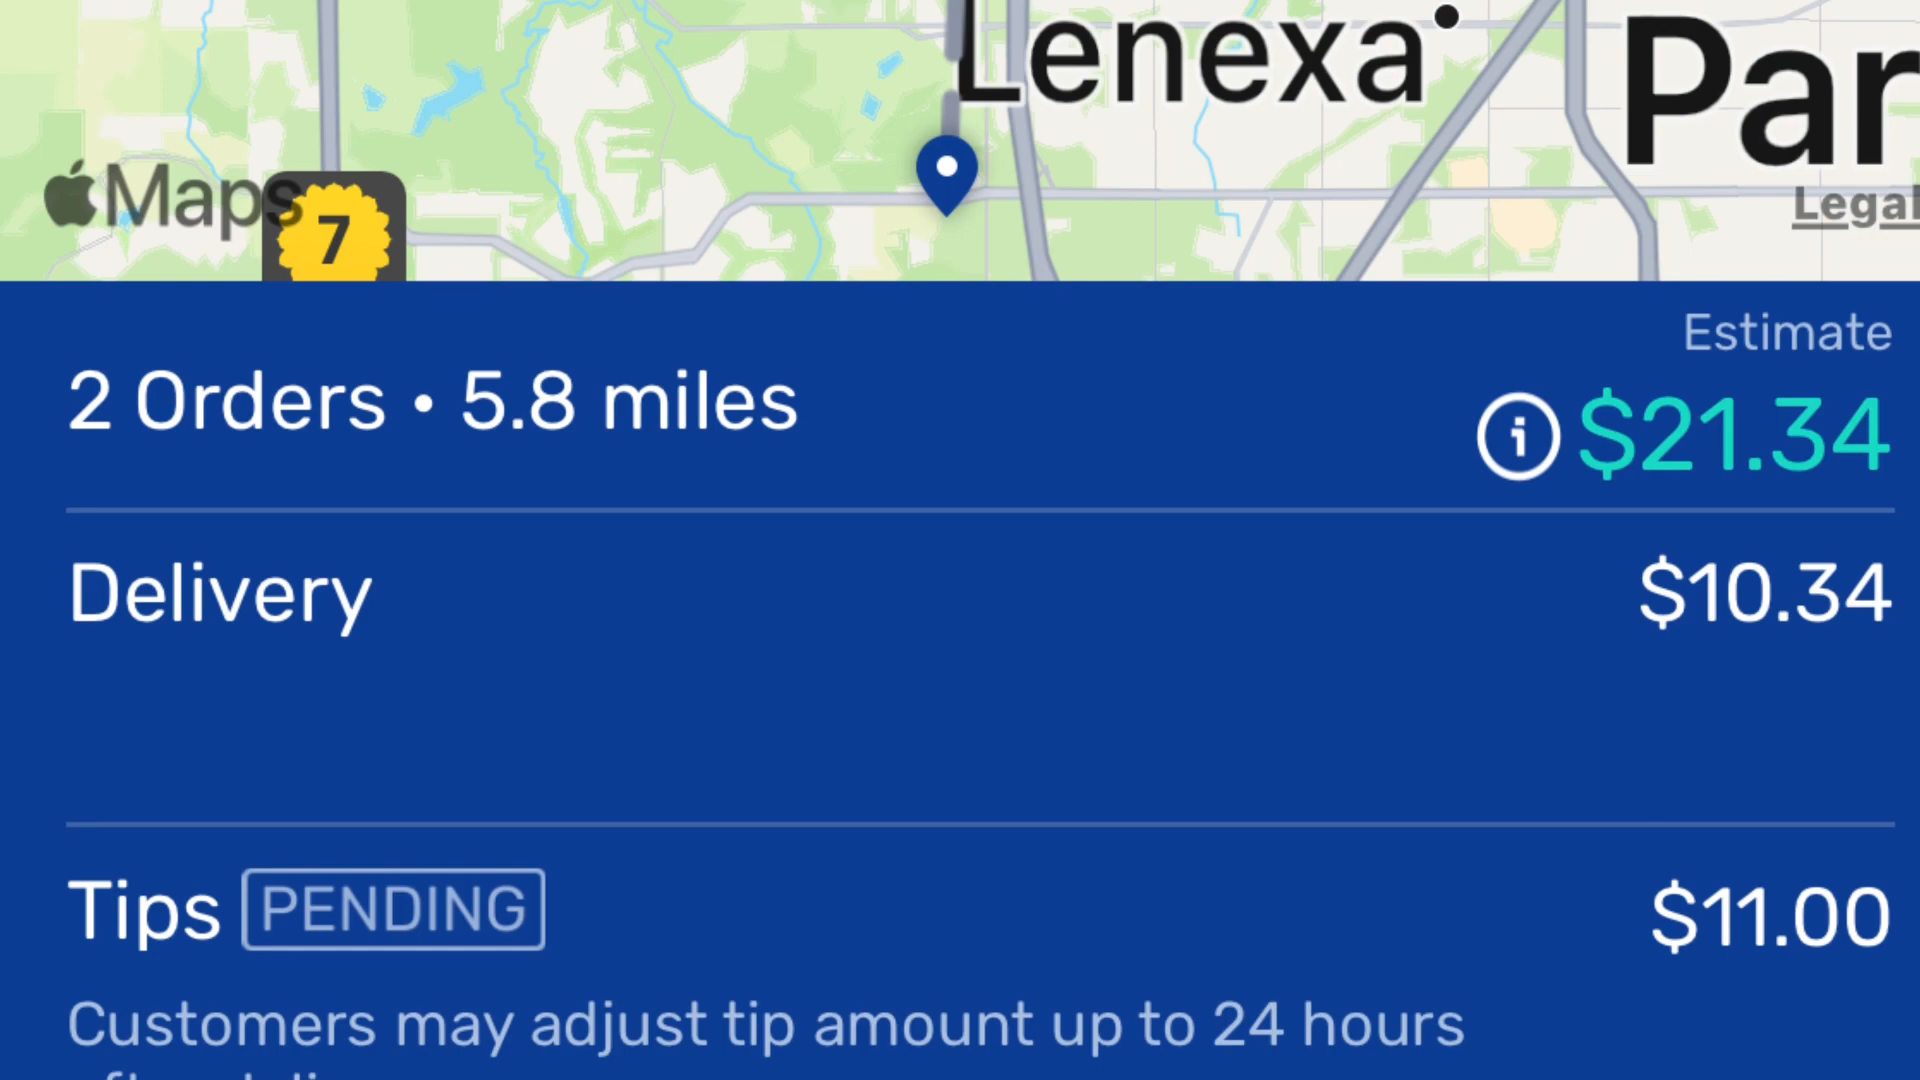 Lenexa
Par
Maps
7
Legal
Estimate
2 Orders • 5.8 miles
$21.34
Delivery
$10.34
Tips PENDING
$11.00
Customers may adjust tip amount up to 24 hours